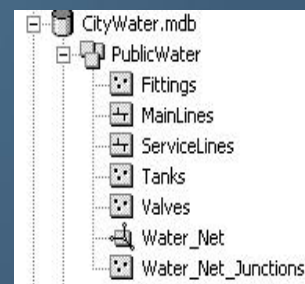 CityWater.mdb
PublicWater
Fittings
MainLines
ServiceLines
Tanks
Valves
Water_Net
Water_Net_Junctions